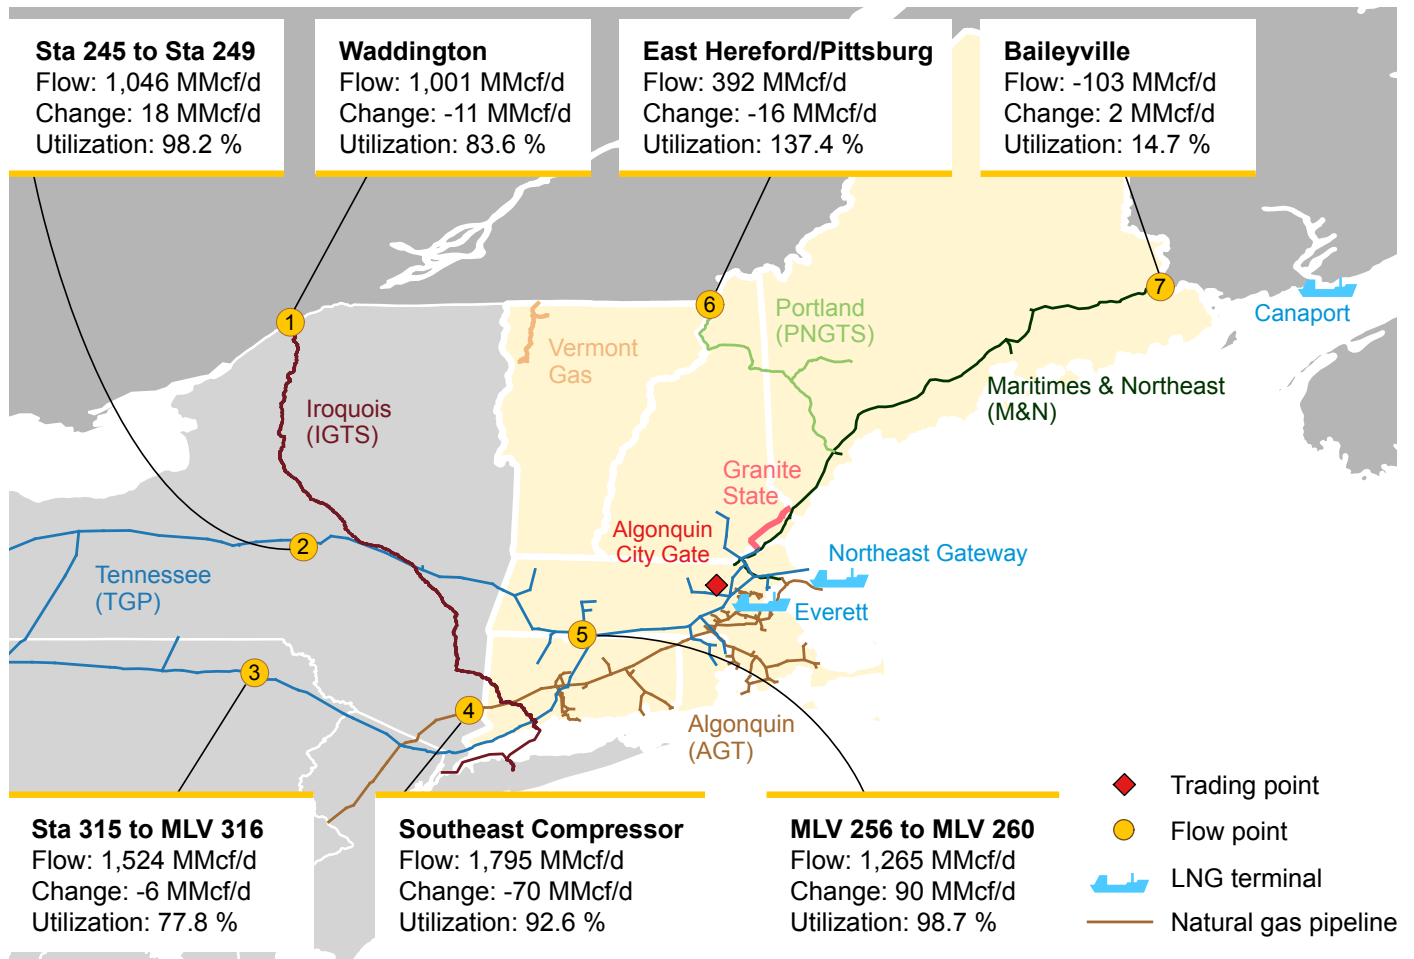 Sta 245 to Sta 249
Flow: 1,046 MMcf/d
Change: 18 MMcf/d
Utilization: 98.2 %
Waddington
Flow: 1,001 MMcf/d
Change: -11 MMcf/d
Utilization: 83.6 %
East Hereford/Pittsburg
Flow: 392 MMcf/d
Change: -16 MMcf/d
Utilization: 137.4 %
Baileyville
Flow: -103 MMcf/d
Change: 2 MMcf/d
Utilization: 14.7 %
1
6
7
Portland
(PNGTS)
Canaport
Vermont
Gas
Maritimes & Northeast
(M&N)
Iroquois
(IGTS)
Granite
State
Algonquin
City Gate
2
Northeast Gateway
Tennessee
(TGP)
Everett
5
3
4
Algonquin
(AGT)
Sta 315 to MLV 316
Flow: 1,524 MMcf/d
Change: -6 MMcf/d
Utilization: 77.8 %
Southeast Compressor
Flow: 1,795 MMcf/d
Change: -70 MMcf/d
Utilization: 92.6 %
MLV 256 to MLV 260
Flow: 1,265 MMcf/d
Change: 90 MMcf/d
Utilization: 98.7 %
Trading point
Flow point
LNG terminal
Natural gas pipeline